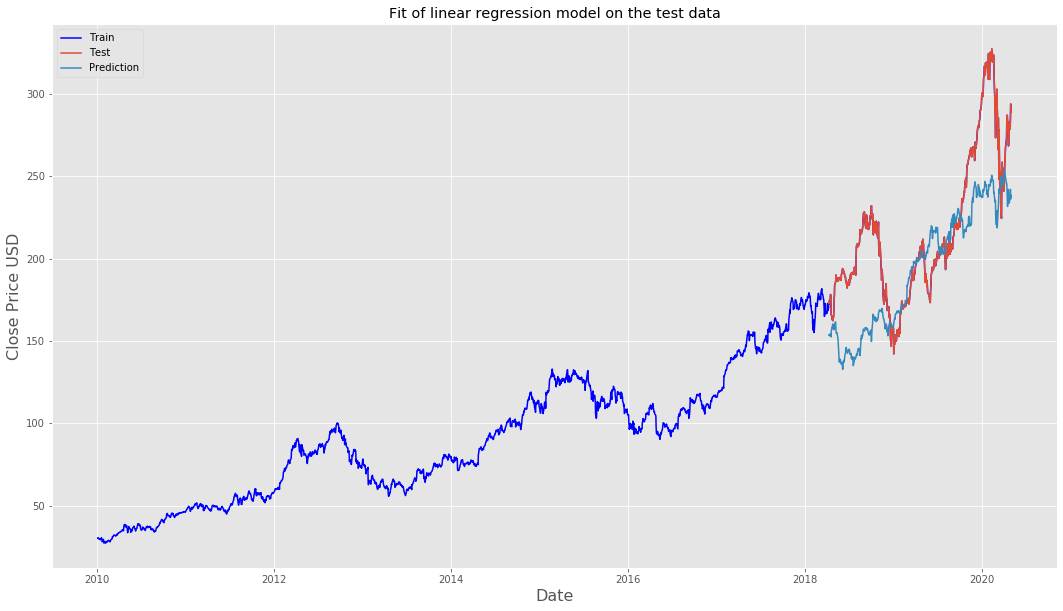 Fit of linear regression model on the test data
Train
Test
Prediction
Close Price USD
300
250
200
150
100
50
2010
2012
2014
2016
2018
2020
Date